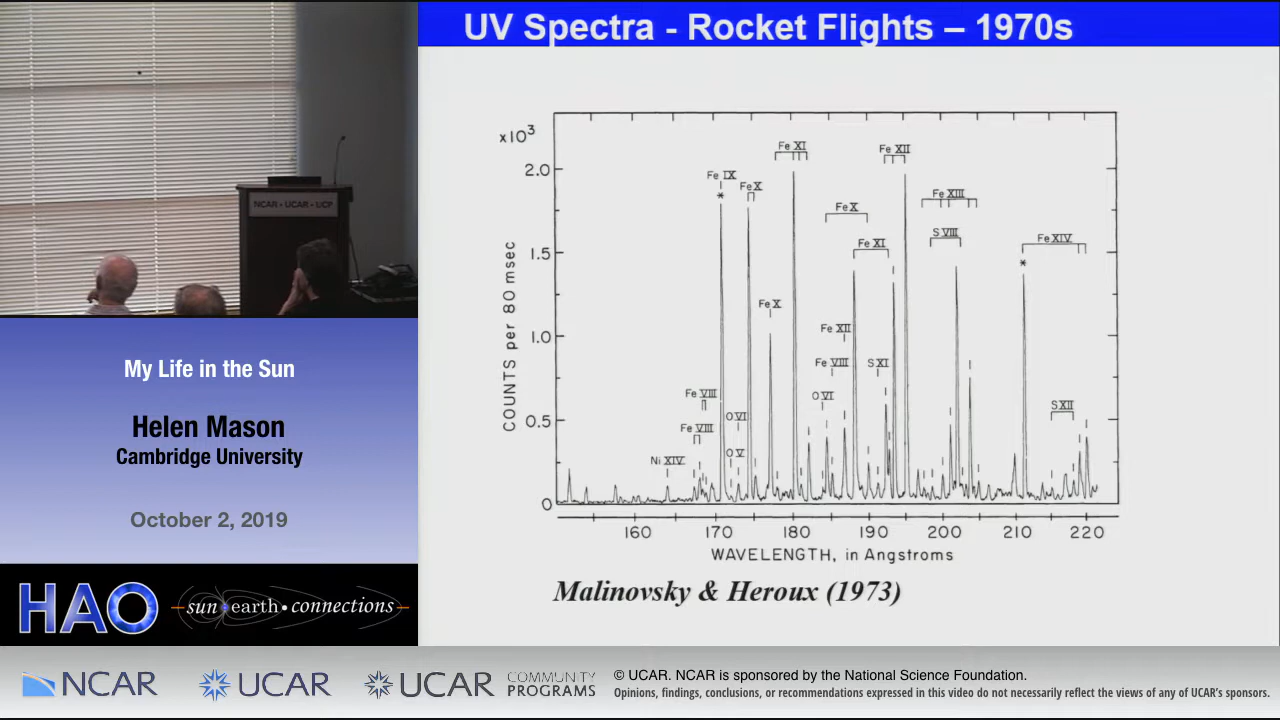 UV Spectra - Rocket Flights – 1970s
NCAR • UCAR • UCP
My Life in the Sun
Helen Mason
Cambridge University
October 2, 2019
HAO
sun•earth•connections
x10³
2.0
1.5
1.0
0.5
0
COUNTS per 80 msec
Fe IX
*
Fe X
Fe XI
Fe XII
Fe X
Fe XI
Fe XIII
S VIII
Fe XIV
*
Fe X
Fe XII
Fe VIII
S XI
Fe VIII
O VI
O VI
Fe VIII
S XII
Ni XIV
O V
160 170 180 190 200 210 220
WAVELENGTH, in Angstroms
Malinovsky & Heroux (1973)
NCAR
UCAR
UCAR
COMMUNITY
PROGRAMS
© UCAR. NCAR is sponsored by the National Science Foundation.
Opinions, findings, conclusions, or recommendations expressed in this video do not necessarily reflect the views of any of UCAR's sponsors.